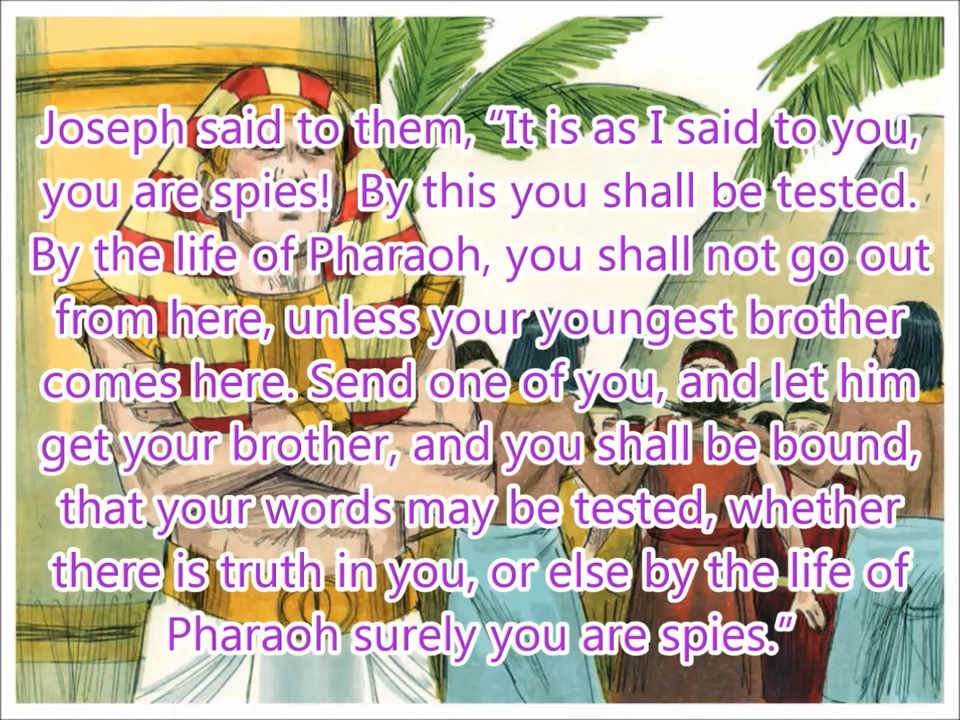 Joseph said to them, “It is as I said to you,
you are spies!  By this you shall be tested.
By the life of Pharaoh, you shall not go out
from here, unless your youngest brother
comes here. Send one of you, and let him
get your brother, and you shall be bound,
that your words may be tested, whether
there is truth in you, or else by the life of
Pharaoh surely you are spies.”